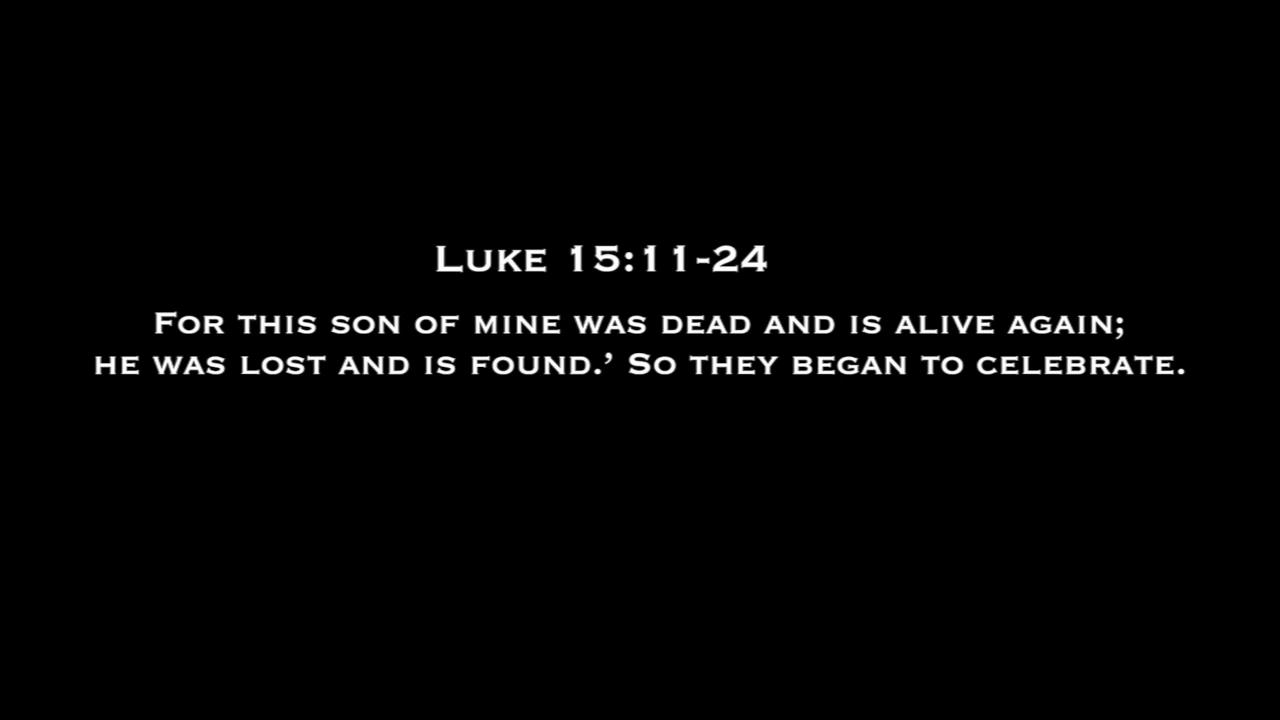 Luke 15:11-24
For this son of mine was dead and is alive again;
he was lost and is found.’ So they began to celebrate.